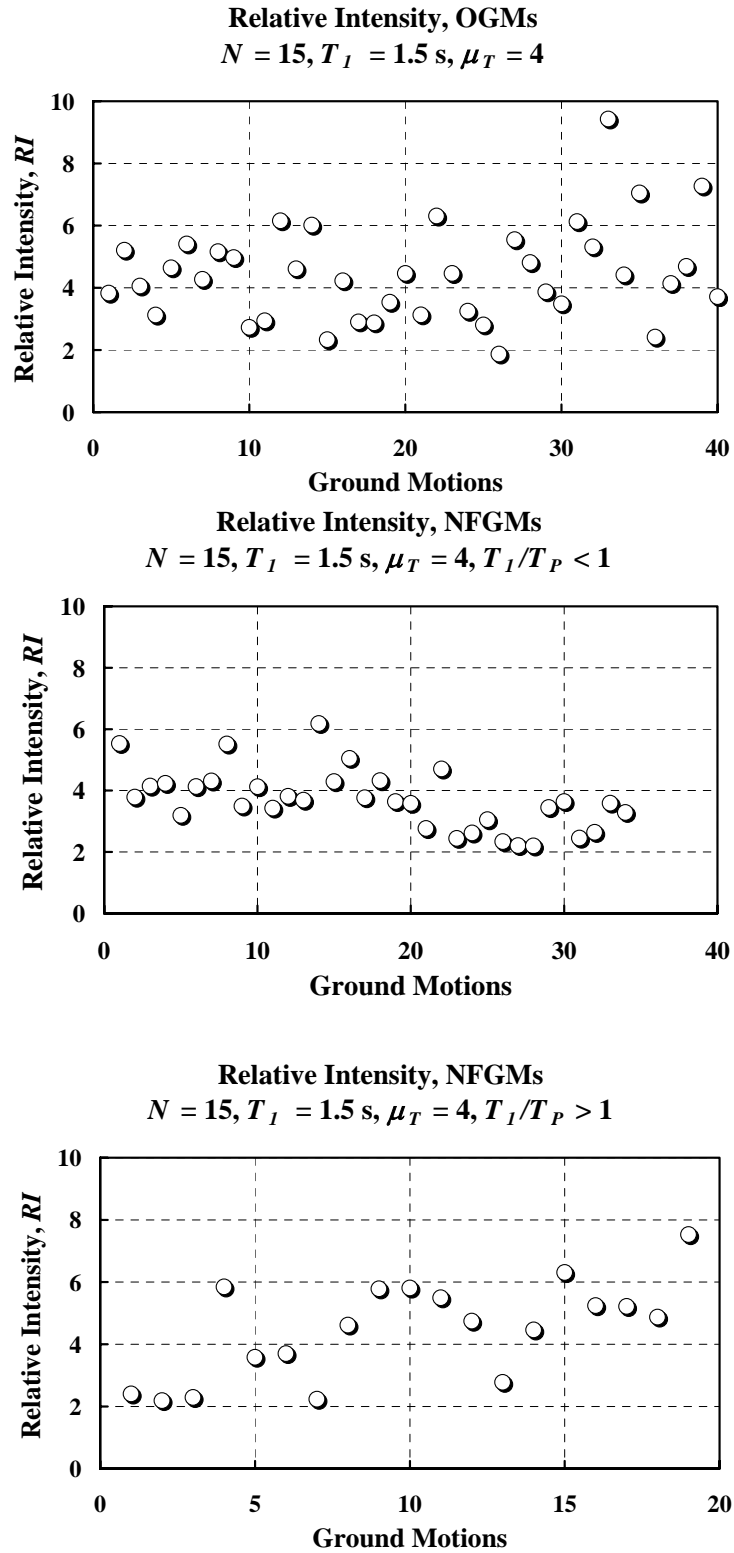 Relative Intensity, OGMs
N = 15, T1 = 1.5 s, μT = 4
10
8
6
4
2
0
0 10 20 30 40
Relative Intensity, RI
Ground Motions
Relative Intensity, NFGMs
N = 15, T1 = 1.5 s, μT = 4, T1/TP < 1
10
8
6
4
2
0
0 10 20 30 40
Relative Intensity, RI
Ground Motions
Relative Intensity, NFGMs
N = 15, T1 = 1.5 s, μT = 4, T1/TP > 1
10
8
6
4
2
0
0 5 10 15 20
Relative Intensity, RI
Ground Motions